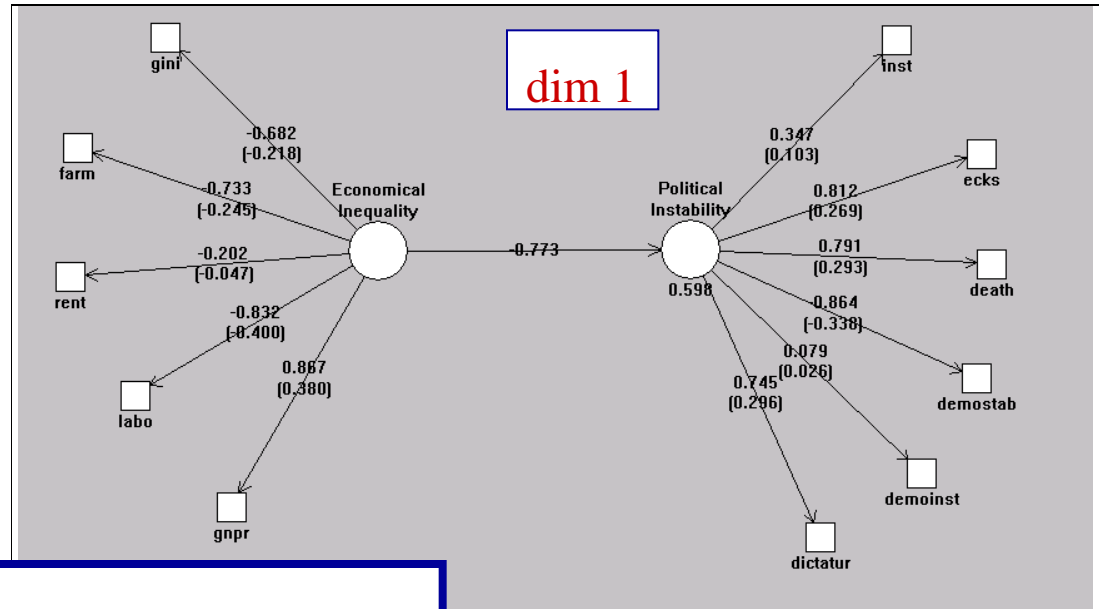 dim 1
gini
-0.682
(-0.218)
farm
-0.733
(-0.245)
rent
-0.202
(-0.047)
labo
-0.832
(-0.400)
gnpr
0.867
(0.380)
Economical
Inequality
-0.773
Political
Instability
0.598
inst
0.347
(0.103)
ecks
0.812
(0.269)
death
0.791
(0.293)
demostab
-0.864
(-0.338)
demoinst
0.079
(0.026)
dictatur
0.745
(0.296)